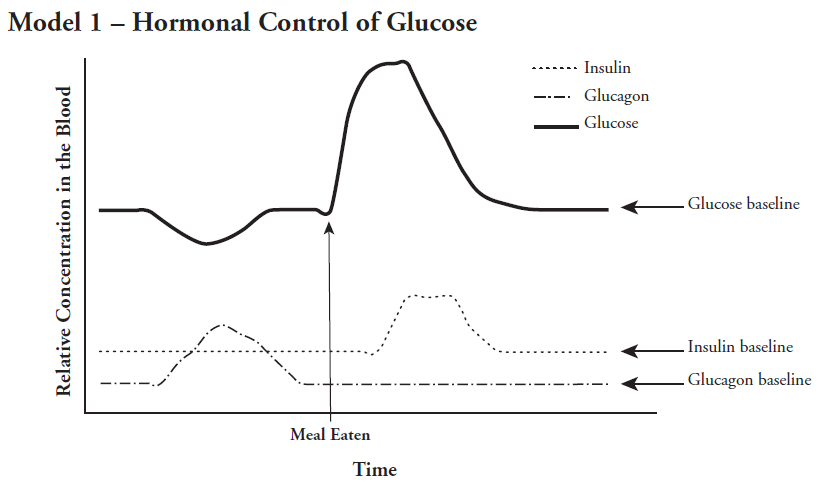 Model 1 – Hormonal Control of Glucose
Relative Concentration in the Blood
Insulin
Glucagon
Glucose
Glucose baseline
Insulin baseline
Glucagon baseline
Meal Eaten
Time